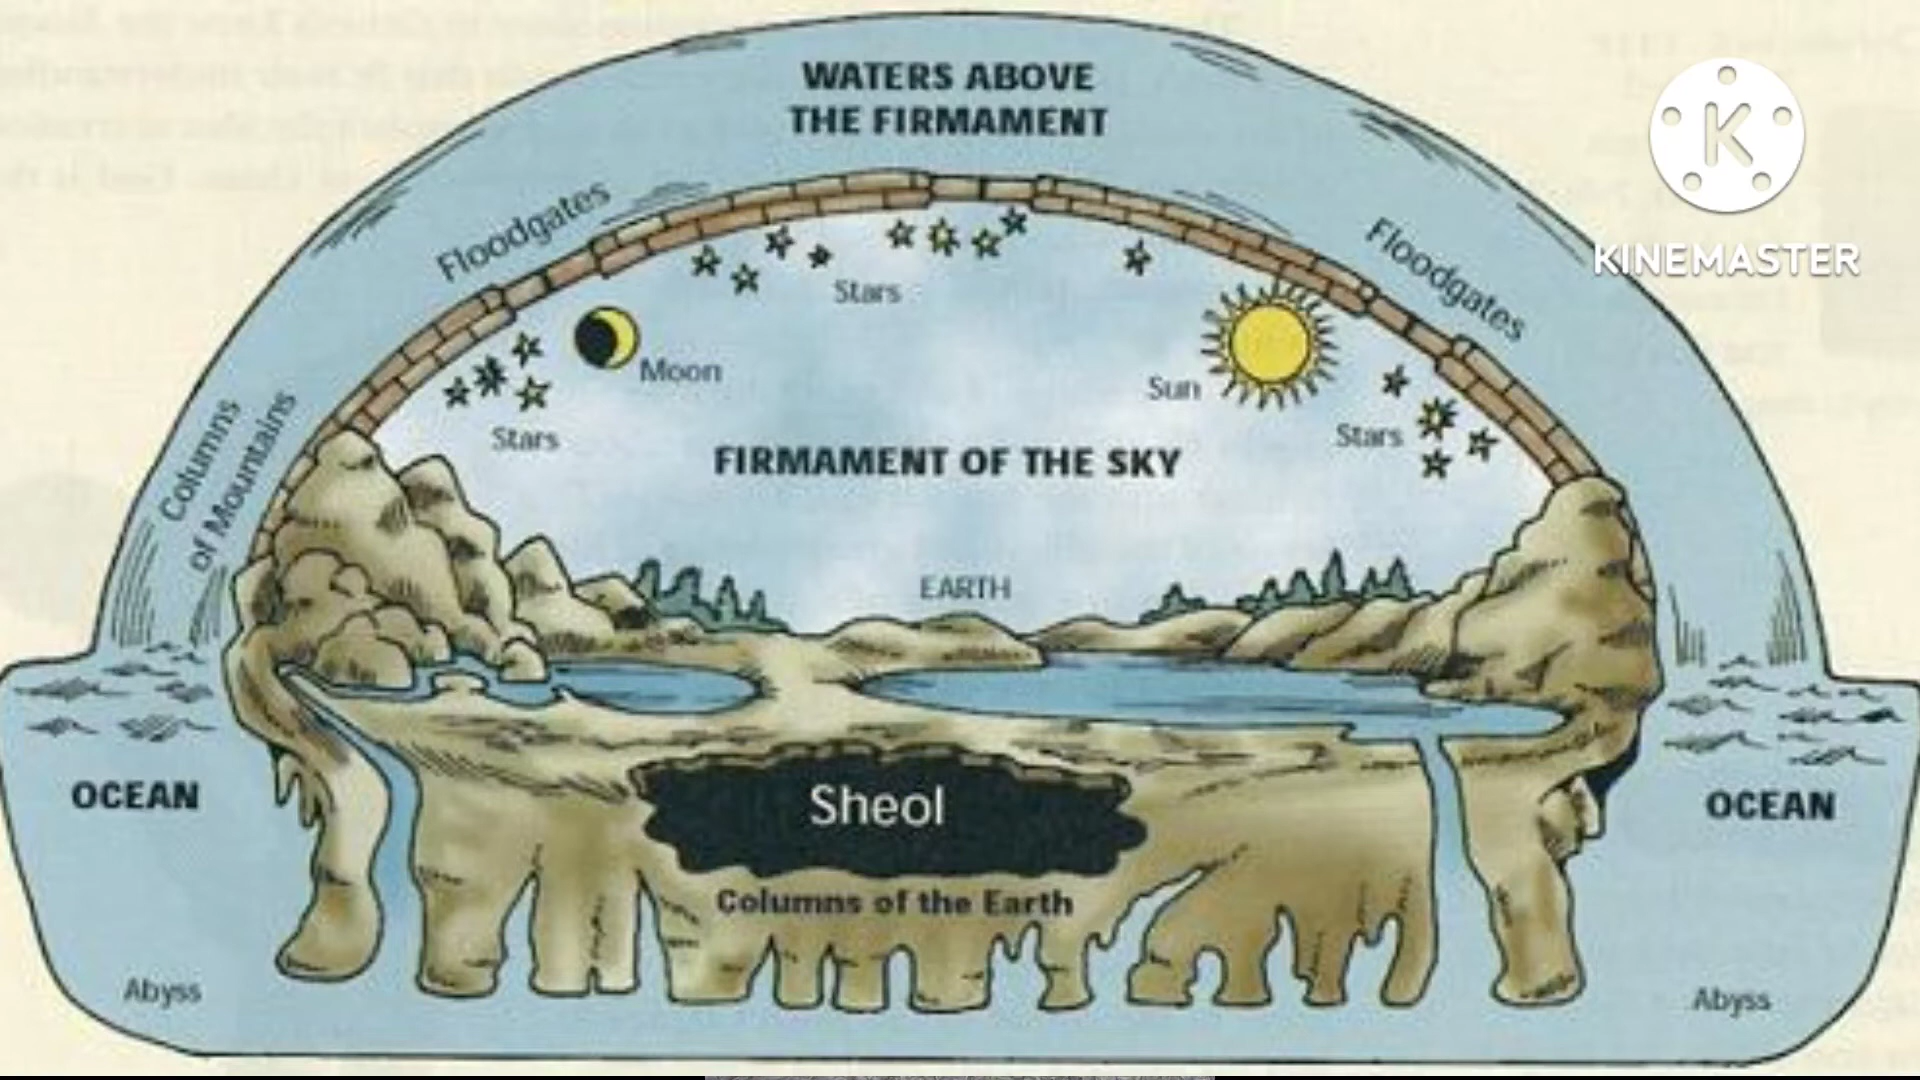 WATERS ABOVE
THE FIRMAMENT
K
KINEMASTER
Floodgates
Floodgates
Stars
Moon
Sun
Columns
of Mountains
Stars
Stars
FIRMAMENT OF THE SKY
EARTH
OCEAN
Sheol
OCEAN
Columns of the Earth
Abyss
Abyss